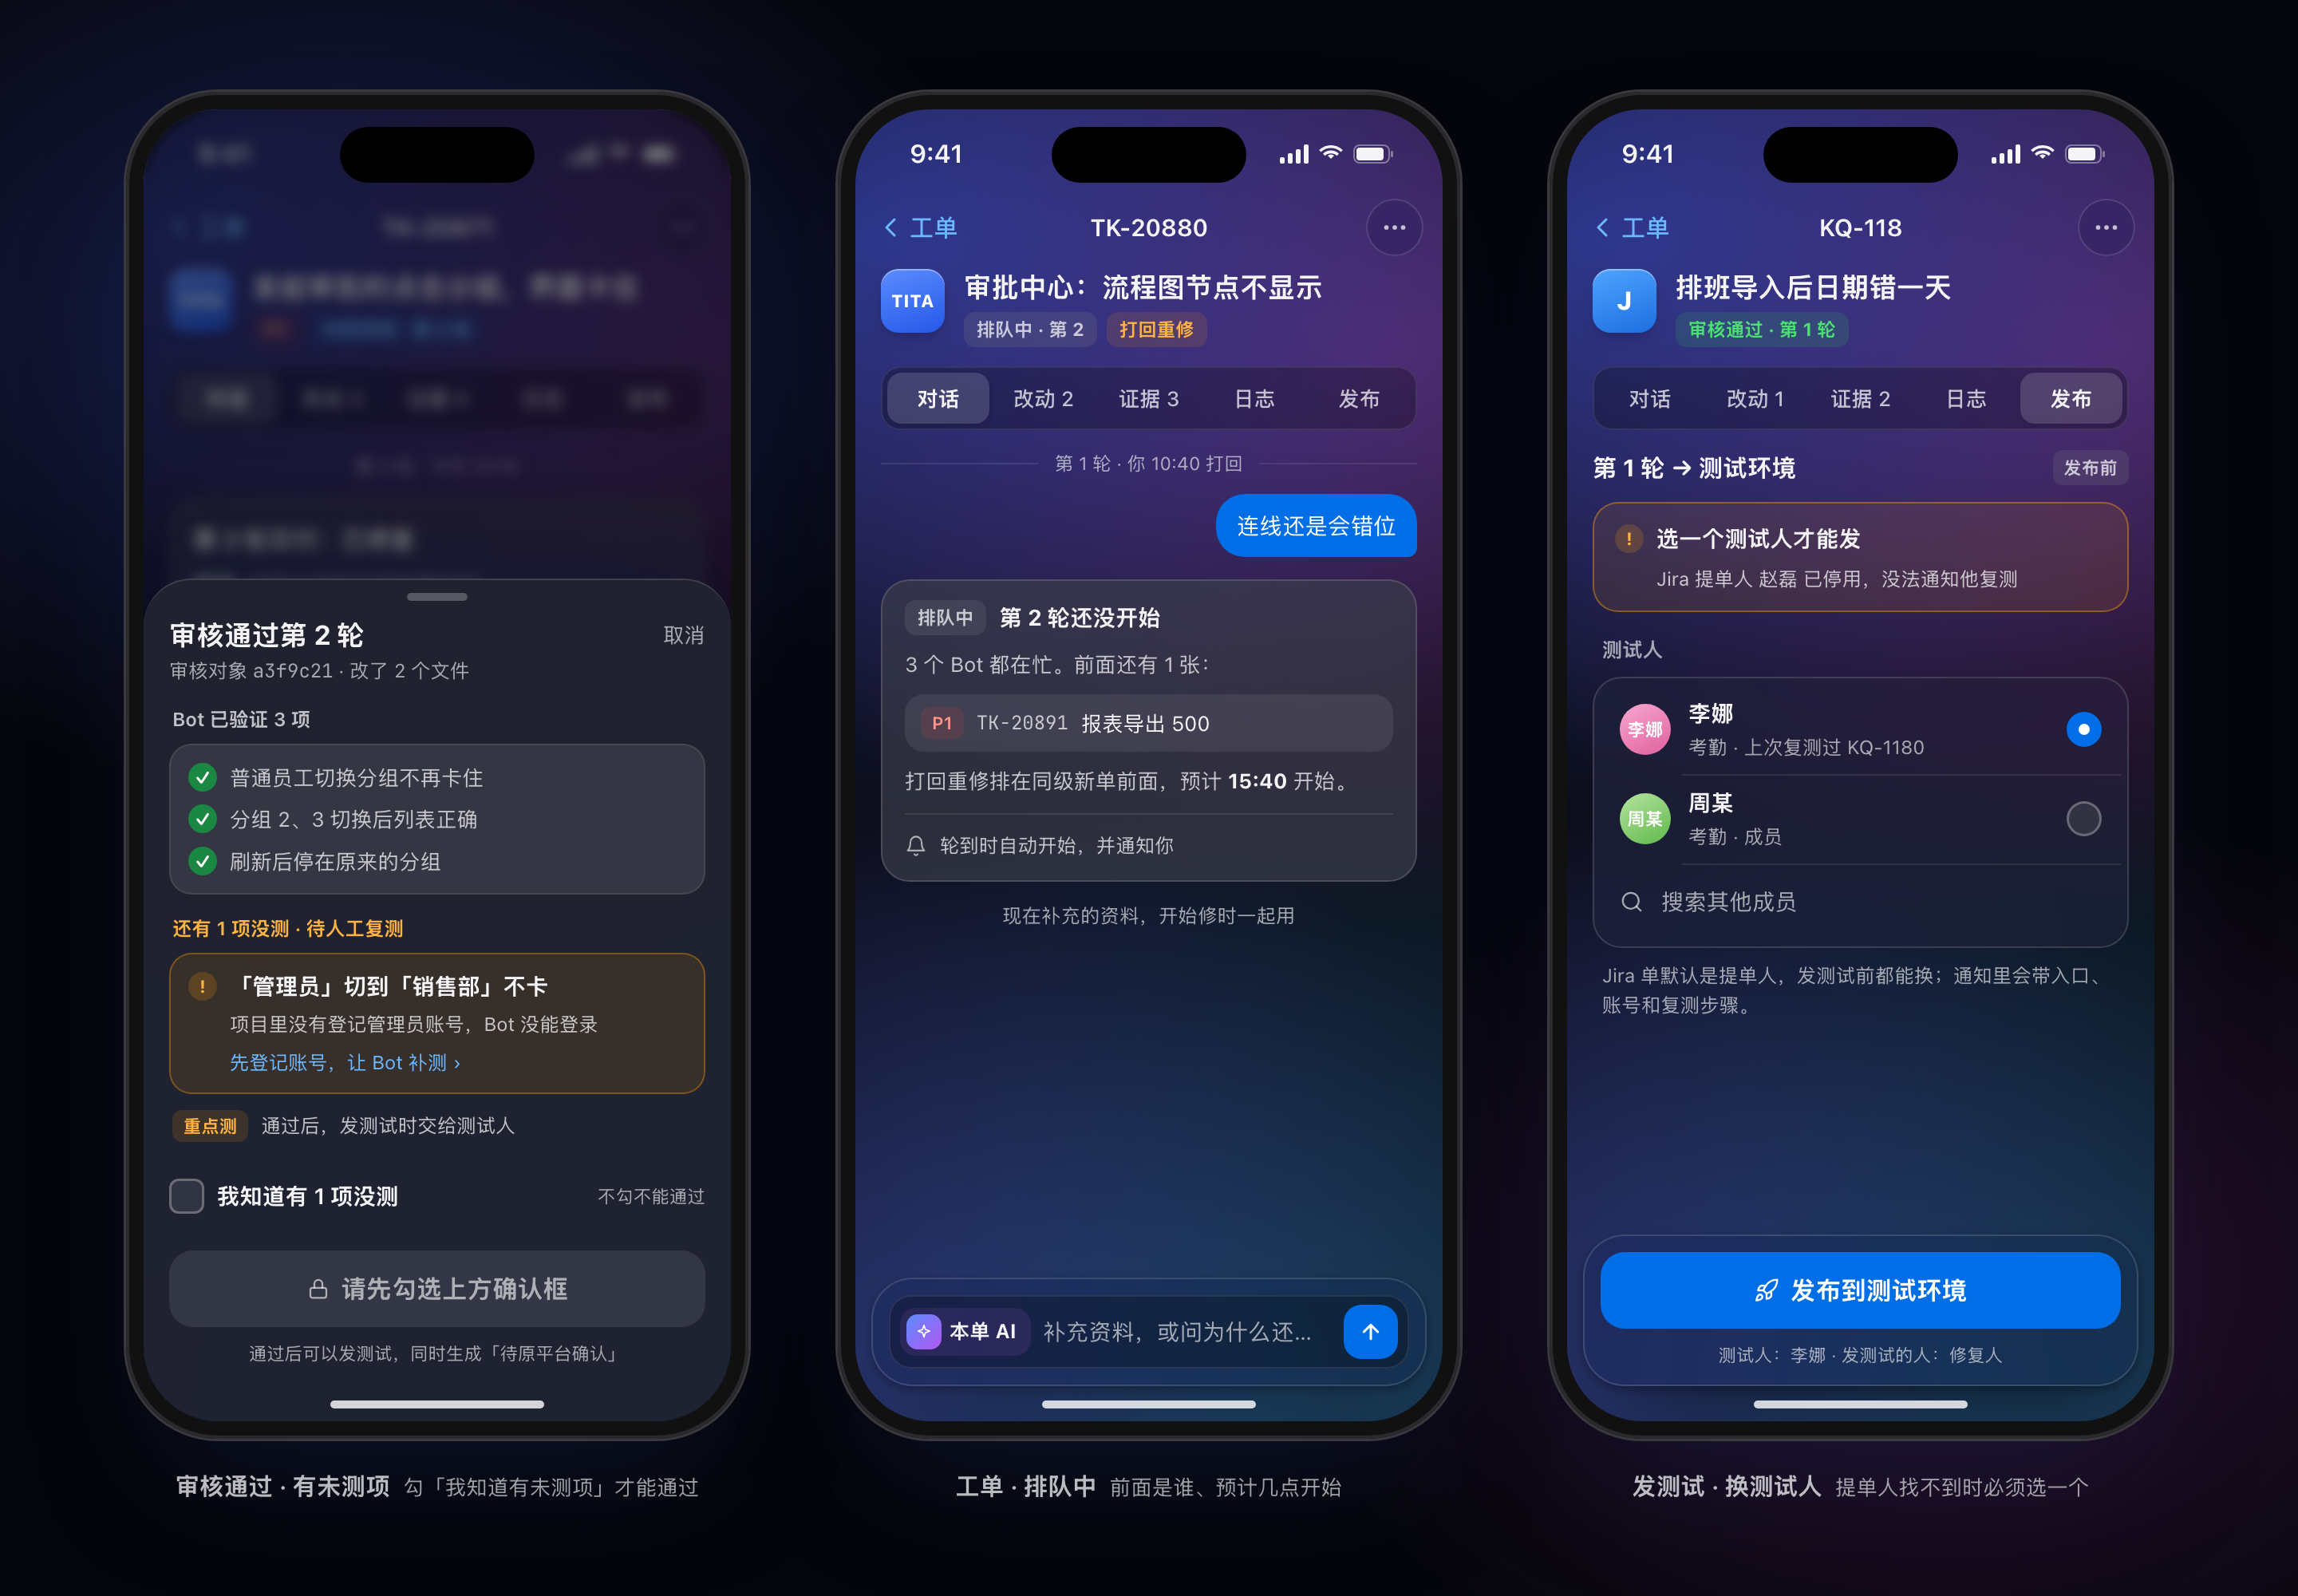 审核通过第 2 轮
取消
审核对象 a3f9c21 · 改了 2 个文件
Bot 已验证 3 项
普通员工切换分组不再卡住
分组 2、3 切换后列表正确
刷新后停在原来的分组
还有 1 项没测 · 待人工复测
「管理员」切到「销售部」不卡
项目里没有登记管理员账号，Bot 没能登录
先登记账号，让 Bot 补测 ›
重点测 通过后，发测试时交给测试人
我知道有 1 项没测
不勾不能通过
请先勾选上方确认框
通过后可以发测试，同时生成「待原平台确认」
审核通过 · 有未测项 勾「我知道有未测项」才能通过
9:41
工单
TK-20880
TITA
审批中心：流程图节点不显示
排队中 · 第 2
打回重修
对话
改动 2
证据 3
日志
发布
第 1 轮 · 你 10:40 打回
连线还是会错位
排队中 第 2 轮还没开始
3 个 Bot 都在忙。前面还有 1 张：
P1 TK-20891 报表导出 500
打回重修排在同级新单前面，预计 15:40 开始。
轮到时自动开始，并通知你
现在补充的资料，开始修时一起用
本单 AI
补充资料，或问为什么还...
工单 · 排队中 前面是谁、预计几点开始
9:41
工单
KQ-118
J
排班导入后日期错一天
审核通过 · 第 1 轮
对话
改动 1
证据 2
日志
发布
第 1 轮 → 测试环境
发布前
选一个测试人才能发
Jira 提单人 赵磊 已停用，没法通知他复测
测试人
李娜
李娜
考勤 · 上次复测过 KQ-1180
周某
周某
考勤 · 成员
搜索其他成员
Jira 单默认是提单人，发测试前都能换；通知里会带入口、
账号和复测步骤。
发布到测试环境
测试人：李娜 · 发测试的人：修复人
发测试 · 换测试人 提单人找不到时必须选一个